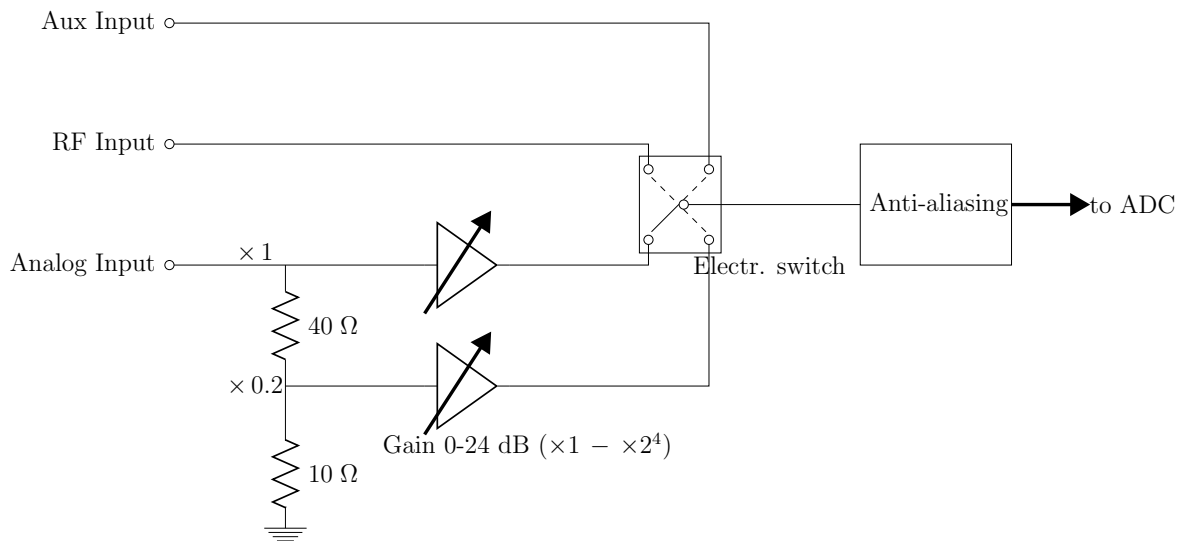 Aux Input
RF Input
Analog Input
× 1
Anti-aliasing
to ADC
Electr. switch
40 Ω
× 0.2
Gain 0-24 dB (×1 − ×2⁴)
10 Ω